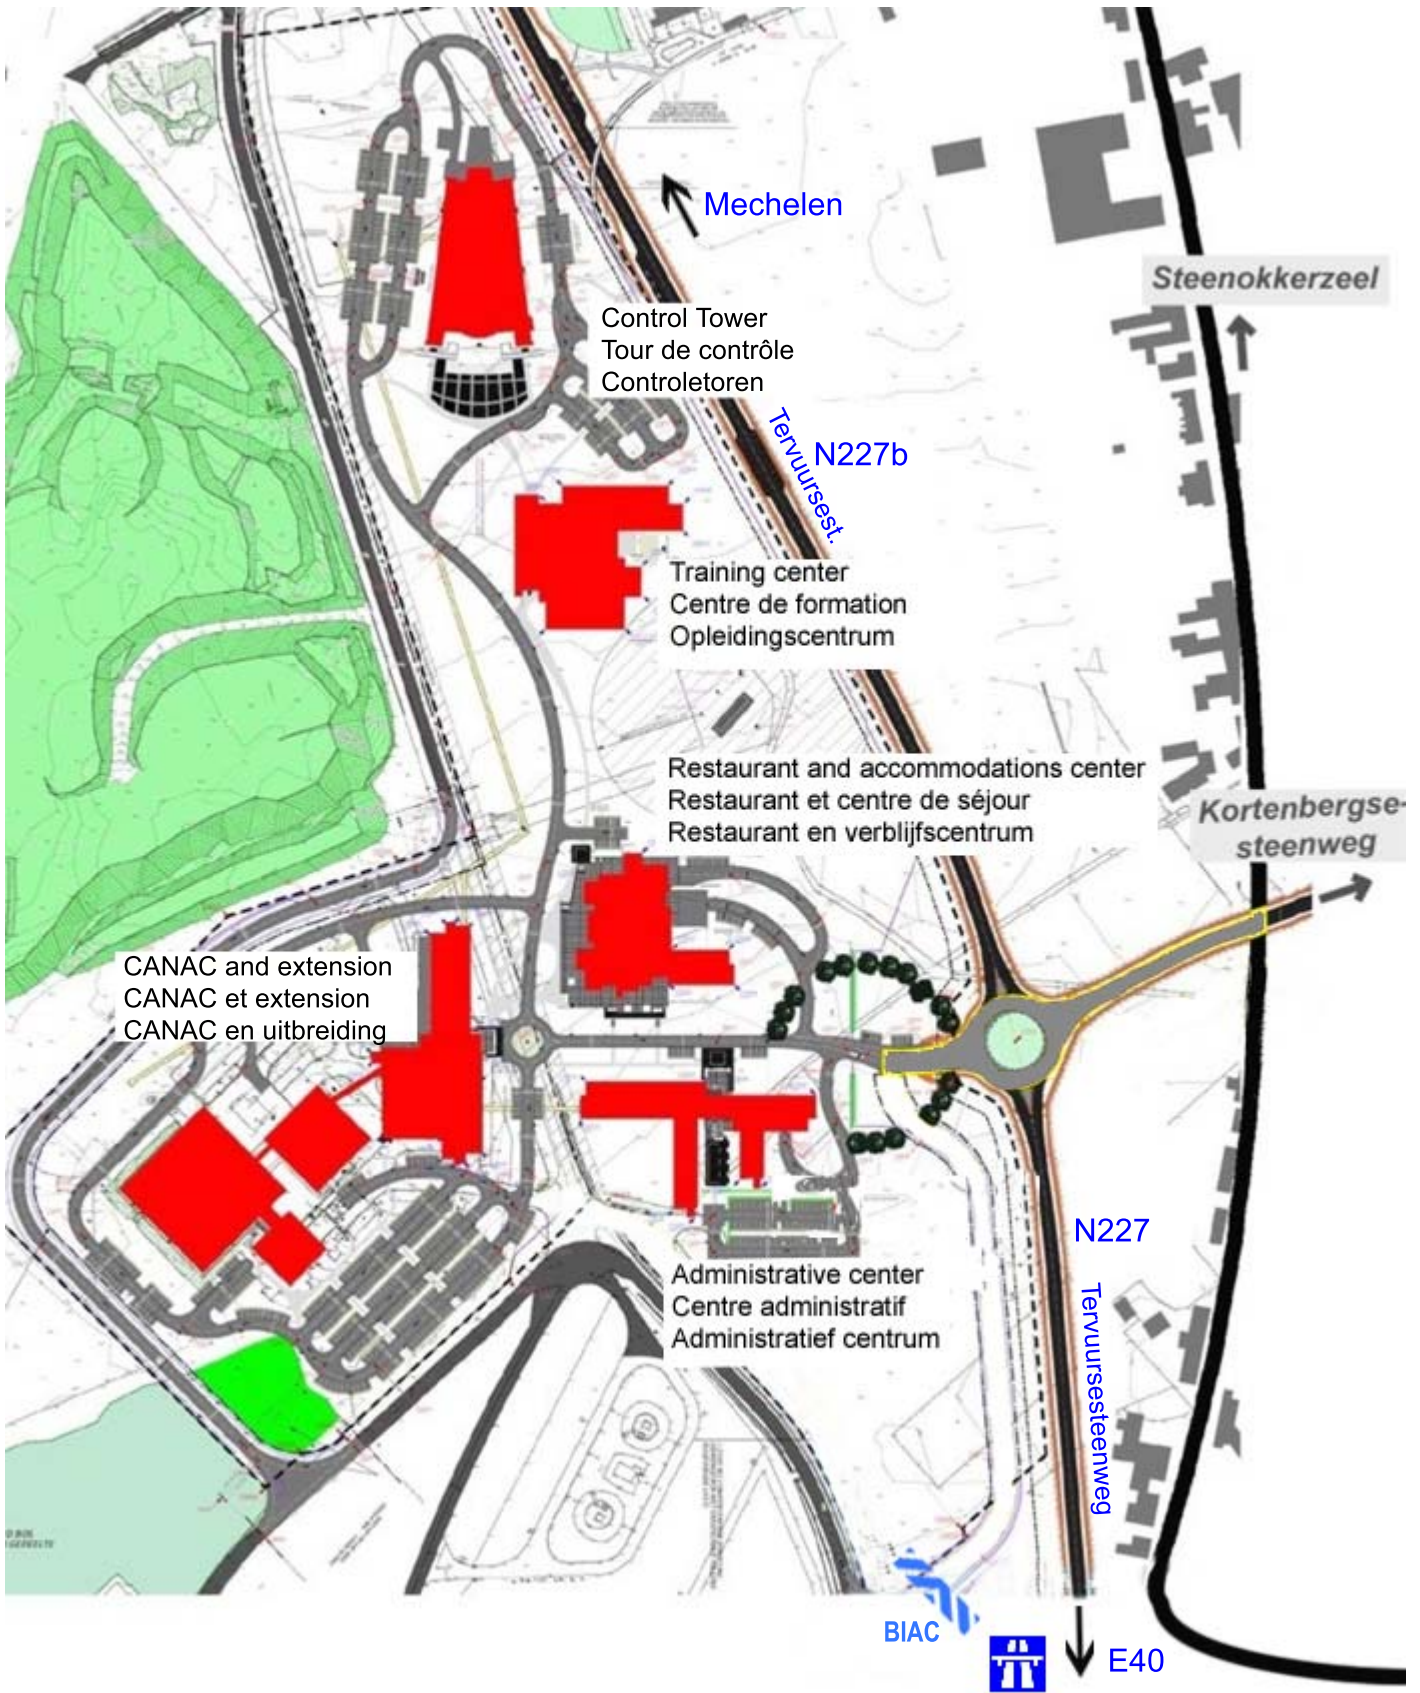 Mechelen
Steenokkerzeel
Control Tower
Tour de contrôle
Controletoren
Tervuursest.
N227b
Training center
Centre de formation
Opleidingscentrum
Restaurant and accommodations center
Restaurant et centre de séjour
Restaurant en verblijfscentrum
Kortenbergse-
steenweg
CANAC and extension
CANAC et extension
CANAC en uitbreiding
N227
Administrative center
Centre administratif
Administratief centrum
Tervuursesteenweg
BIAC
E40